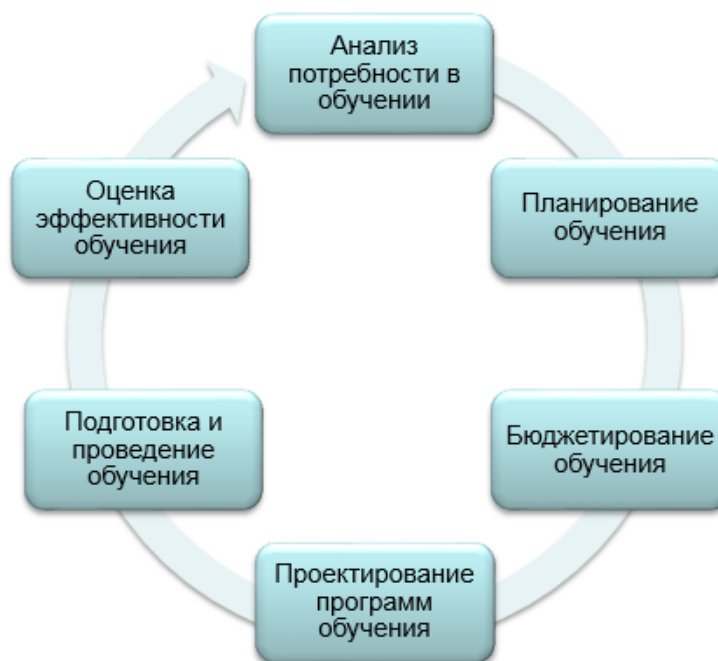 Анализ
потребности в
обучении
Планирование
обучения
Бюджетирование
обучения
Проектирование
программ
обучения
Подготовка и
проведение
обучения
Оценка
эффективности
обучения